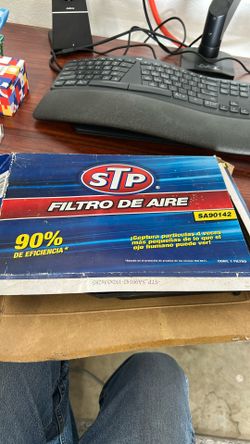 STP
FILTRO DE AIRE
SA90142
90%
DE EFICIENCIA*
¡Captura partículas 4 veces
más pequeñas de lo que el
ojo humano puede ver!
CONT. 1 FILTRO